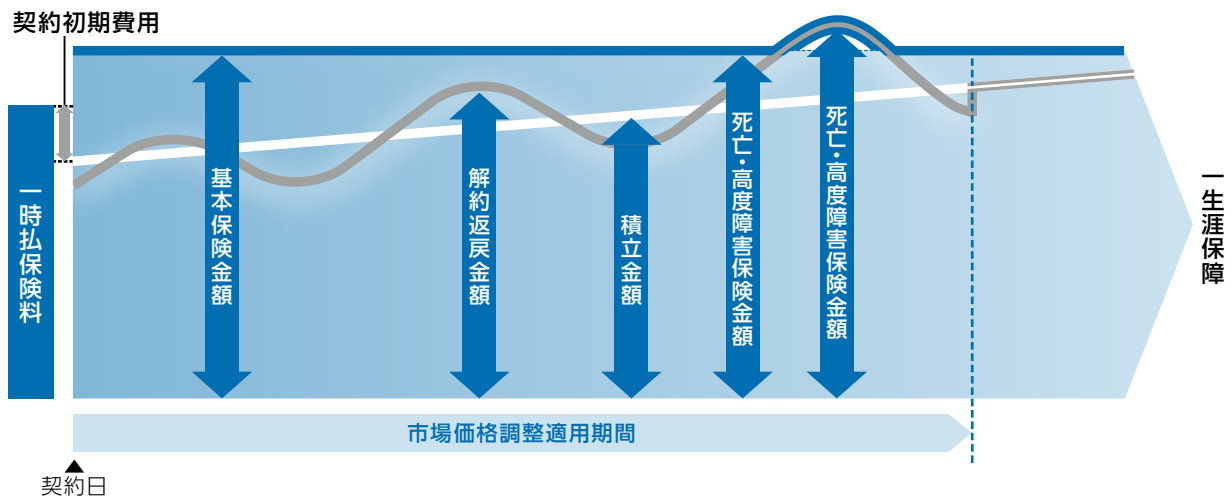 契約初期費用
一時払保険料
基本保険金額
解約返戻金額
積立金額
死亡・高度障害保険金額
死亡・高度障害保険金額
一生涯保障
市場価格調整適用期間
契約日